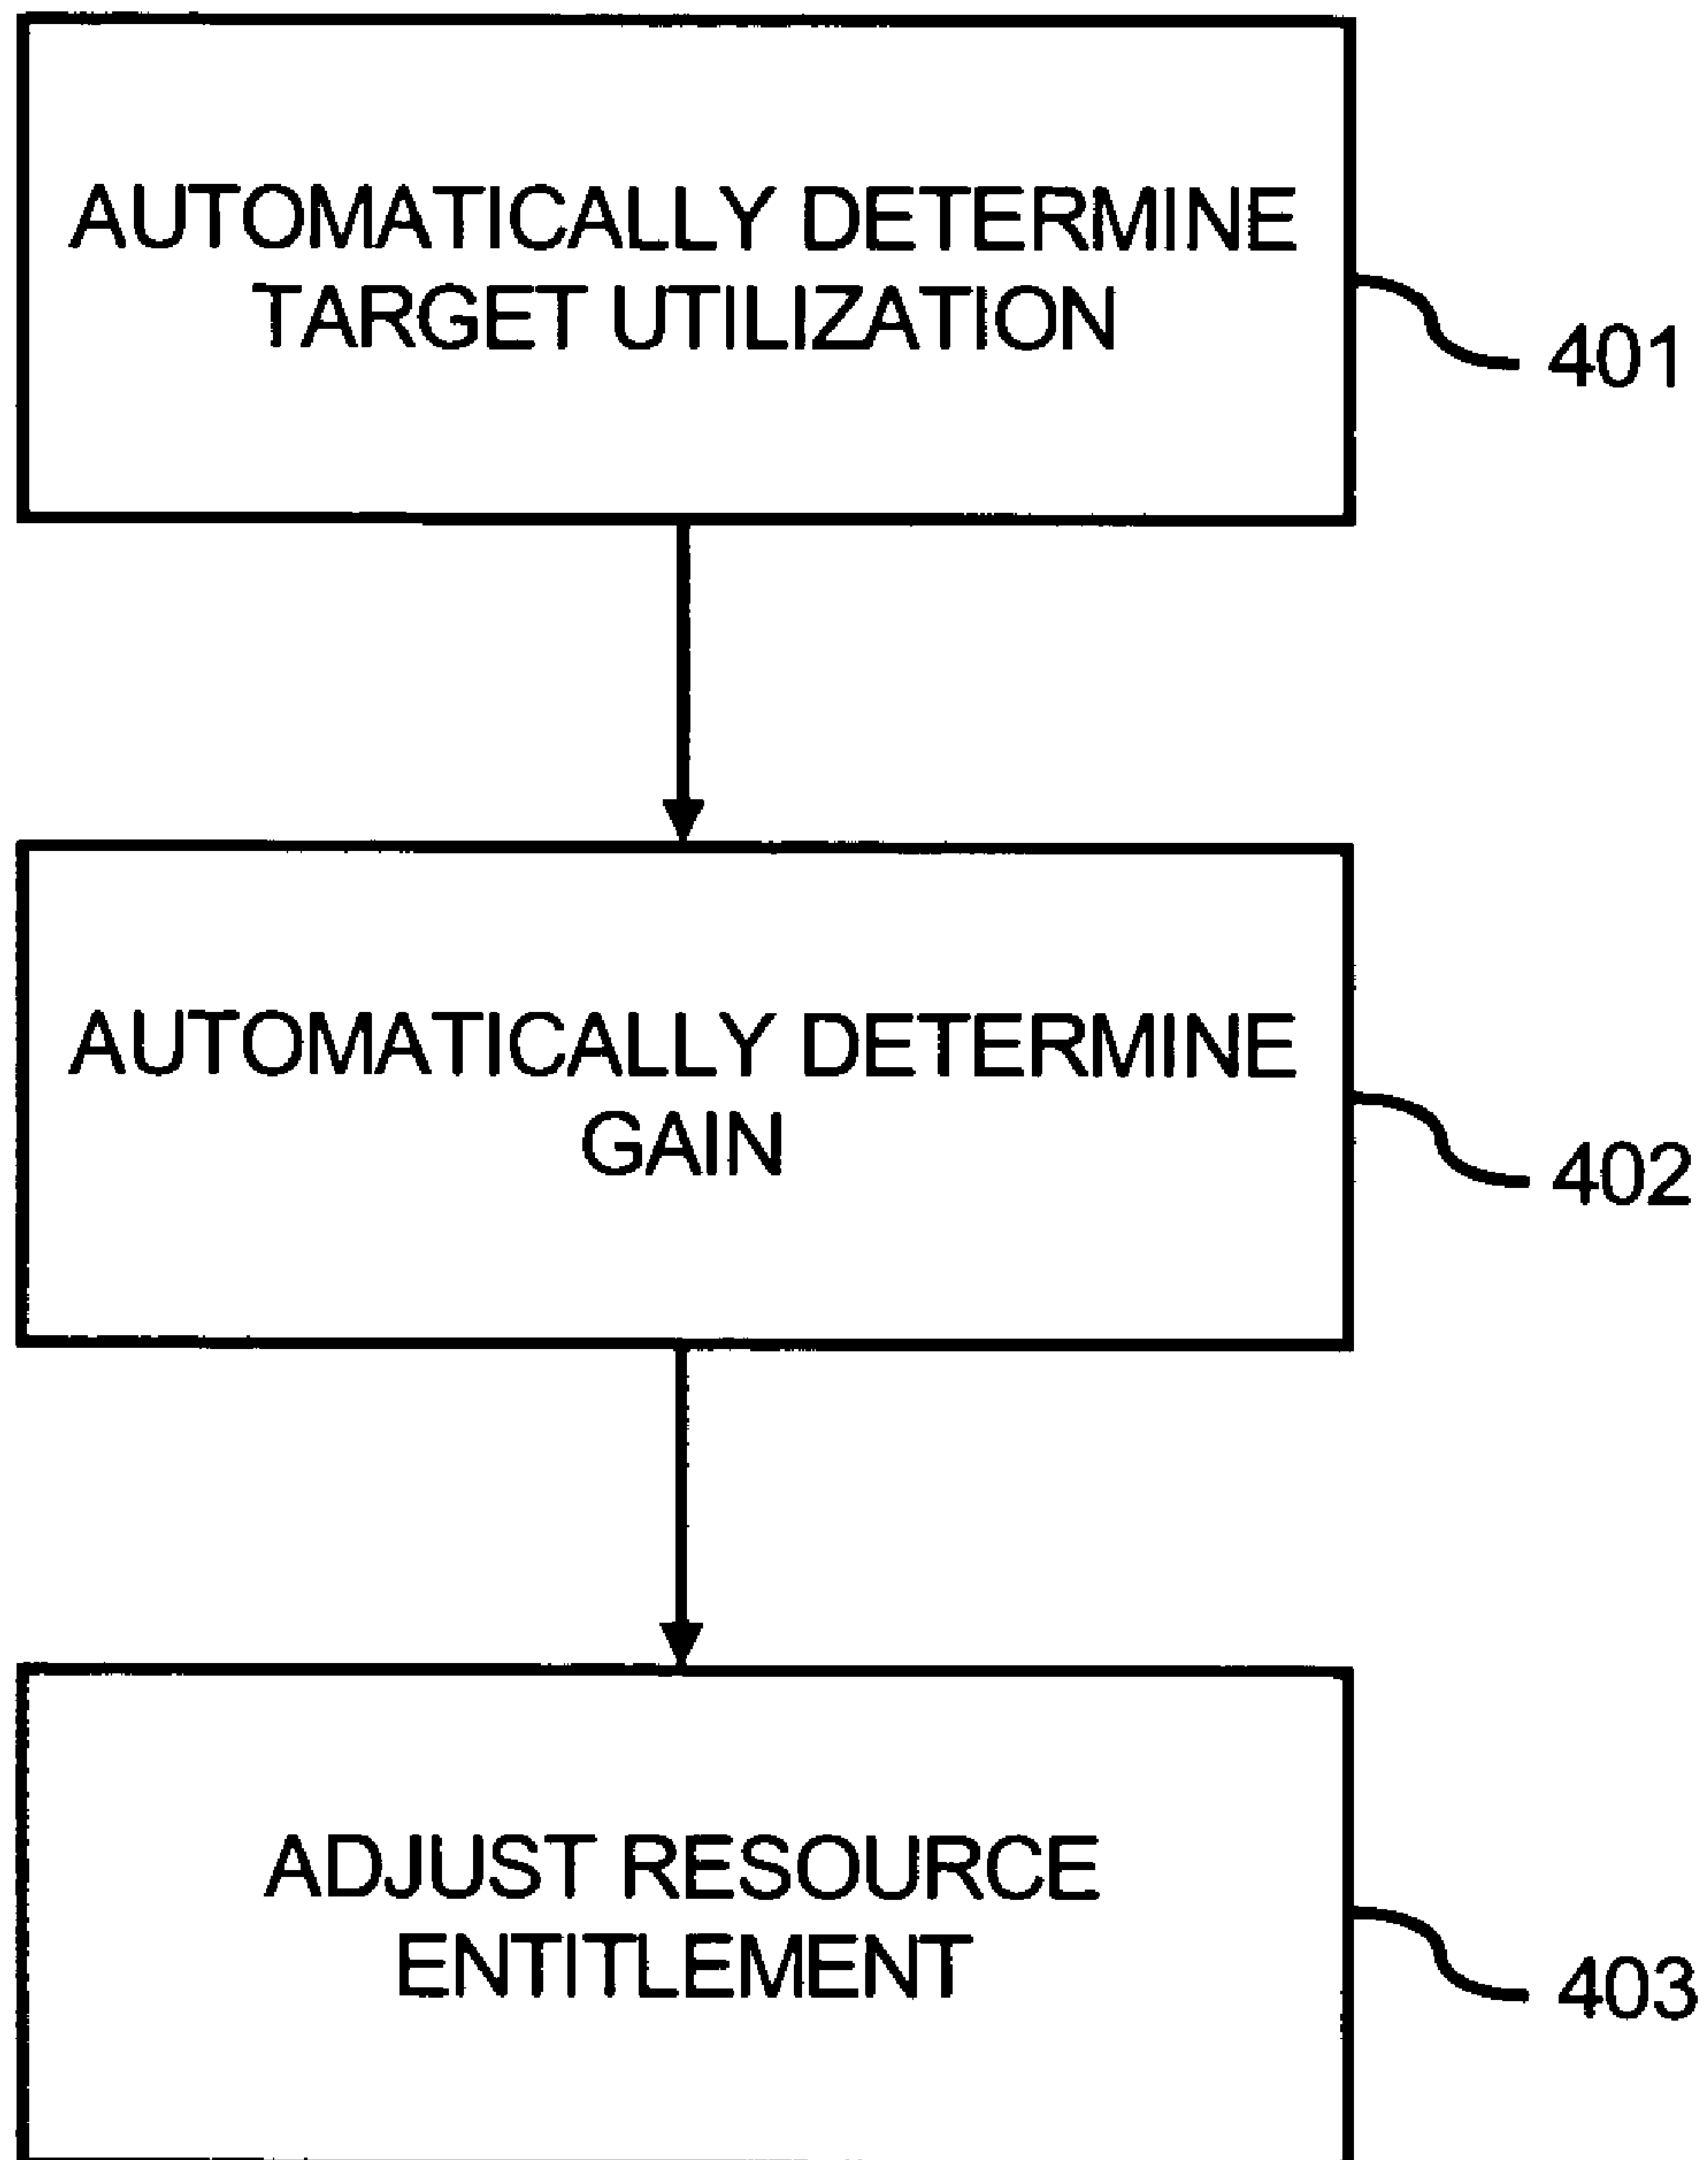 AUTOMATICALLY DETERMINE
TARGET UTILIZATION
401
AUTOMATICALLY DETERMINE
GAIN
402
ADJUST RESOURCE
ENTITLEMENT
403